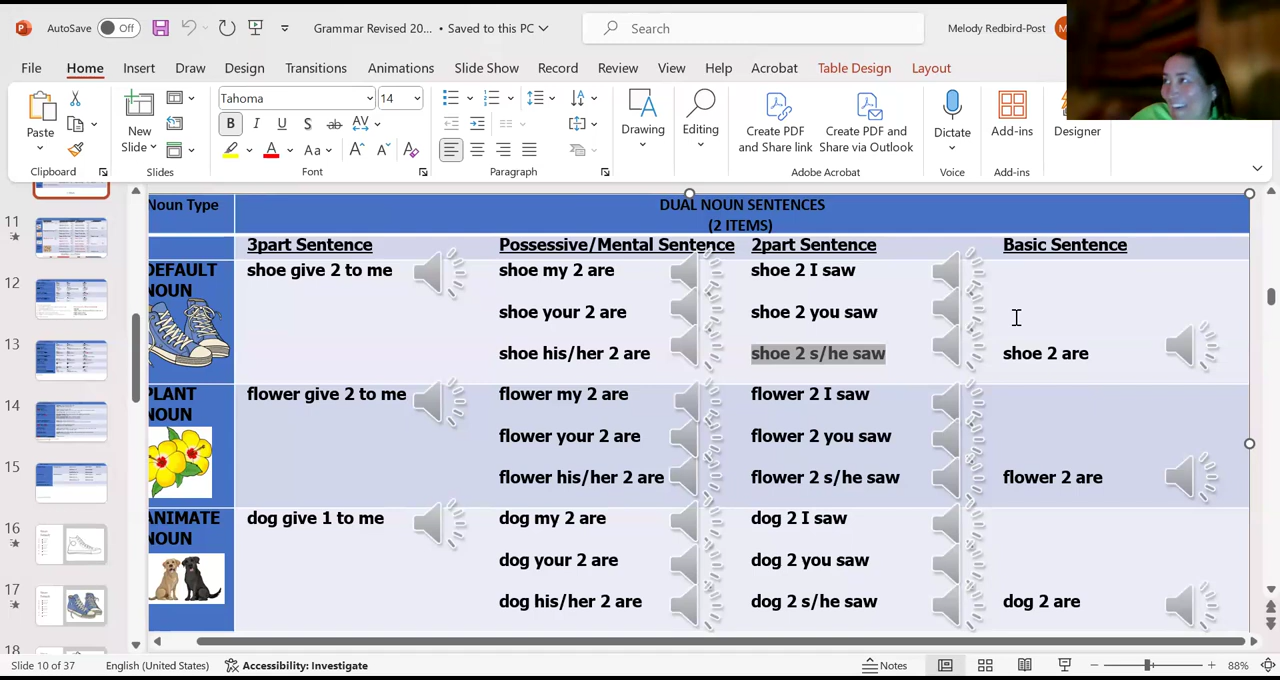 AutoSave Off Grammar Revised 20... • Saved to this PC Search Melody Redbird-Post
File Home Insert Draw Design Transitions Animations Slide Show Record Review View Help Acrobat Table Design Layout
Paste
New
Slide
Tahoma 14
B I U S ab AV
Aa A A A
Drawing
Editing
Create PDF
and Share link
Create PDF and
Share via Outlook
Dictate
Add-ins
Designer
Clipboard Slides Font Paragraph Adobe Acrobat Voice Add-ins
11
12
13
14
15
16
17
18
Noun Type DUAL NOUN SENTENCES
(2 ITEMS)
3part Sentence Possessive/Mental Sentence 2part Sentence Basic Sentence
DEFAULT
NOUN
shoe give 2 to me shoe my 2 are shoe 2 I saw
shoe your 2 are shoe 2 you saw
shoe his/her 2 are shoe 2 s/he saw shoe 2 are
PLANT
NOUN
flower give 2 to me flower my 2 are flower 2 I saw
flower your 2 are flower 2 you saw
flower his/her 2 are flower 2 s/he saw flower 2 are
ANIMATE
NOUN
dog give 1 to me dog my 2 are dog 2 I saw
dog your 2 are dog 2 you saw
dog his/her 2 are dog 2 s/he saw dog 2 are
Slide 10 of 37 English (United States) Accessibility: Investigate Notes 88%